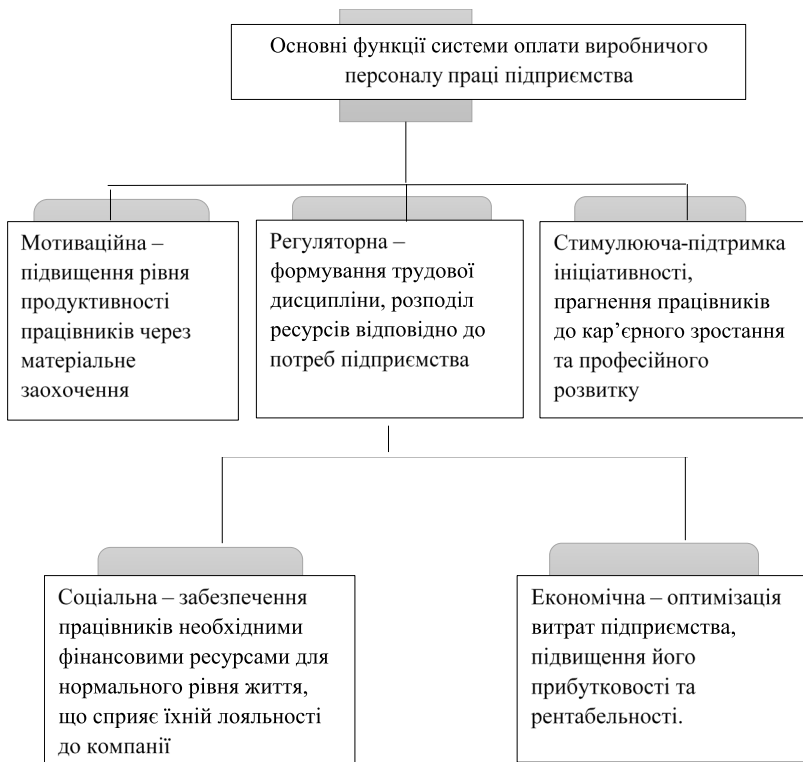 Основні функції системи оплати виробничого
персоналу праці підприємства
Мотиваційна –
підвищення рівня
продуктивності
працівників через
матеріальне
заохочення
Регуляторна –
формування трудової
дисципліни, розподіл
ресурсів відповідно до
потреб підприємства
Стимулююча-підтримка
ініціативності,
прагнення працівників
до кар’єрного зростання
та професійного
розвитку
Соціальна – забезпечення
працівників необхідними
фінансовими ресурсами для
нормального рівня життя,
що сприяє їхній лояльності
до компанії
Економічна – оптимізація
витрат підприємства,
підвищення його
прибутковості та
рентабельності.